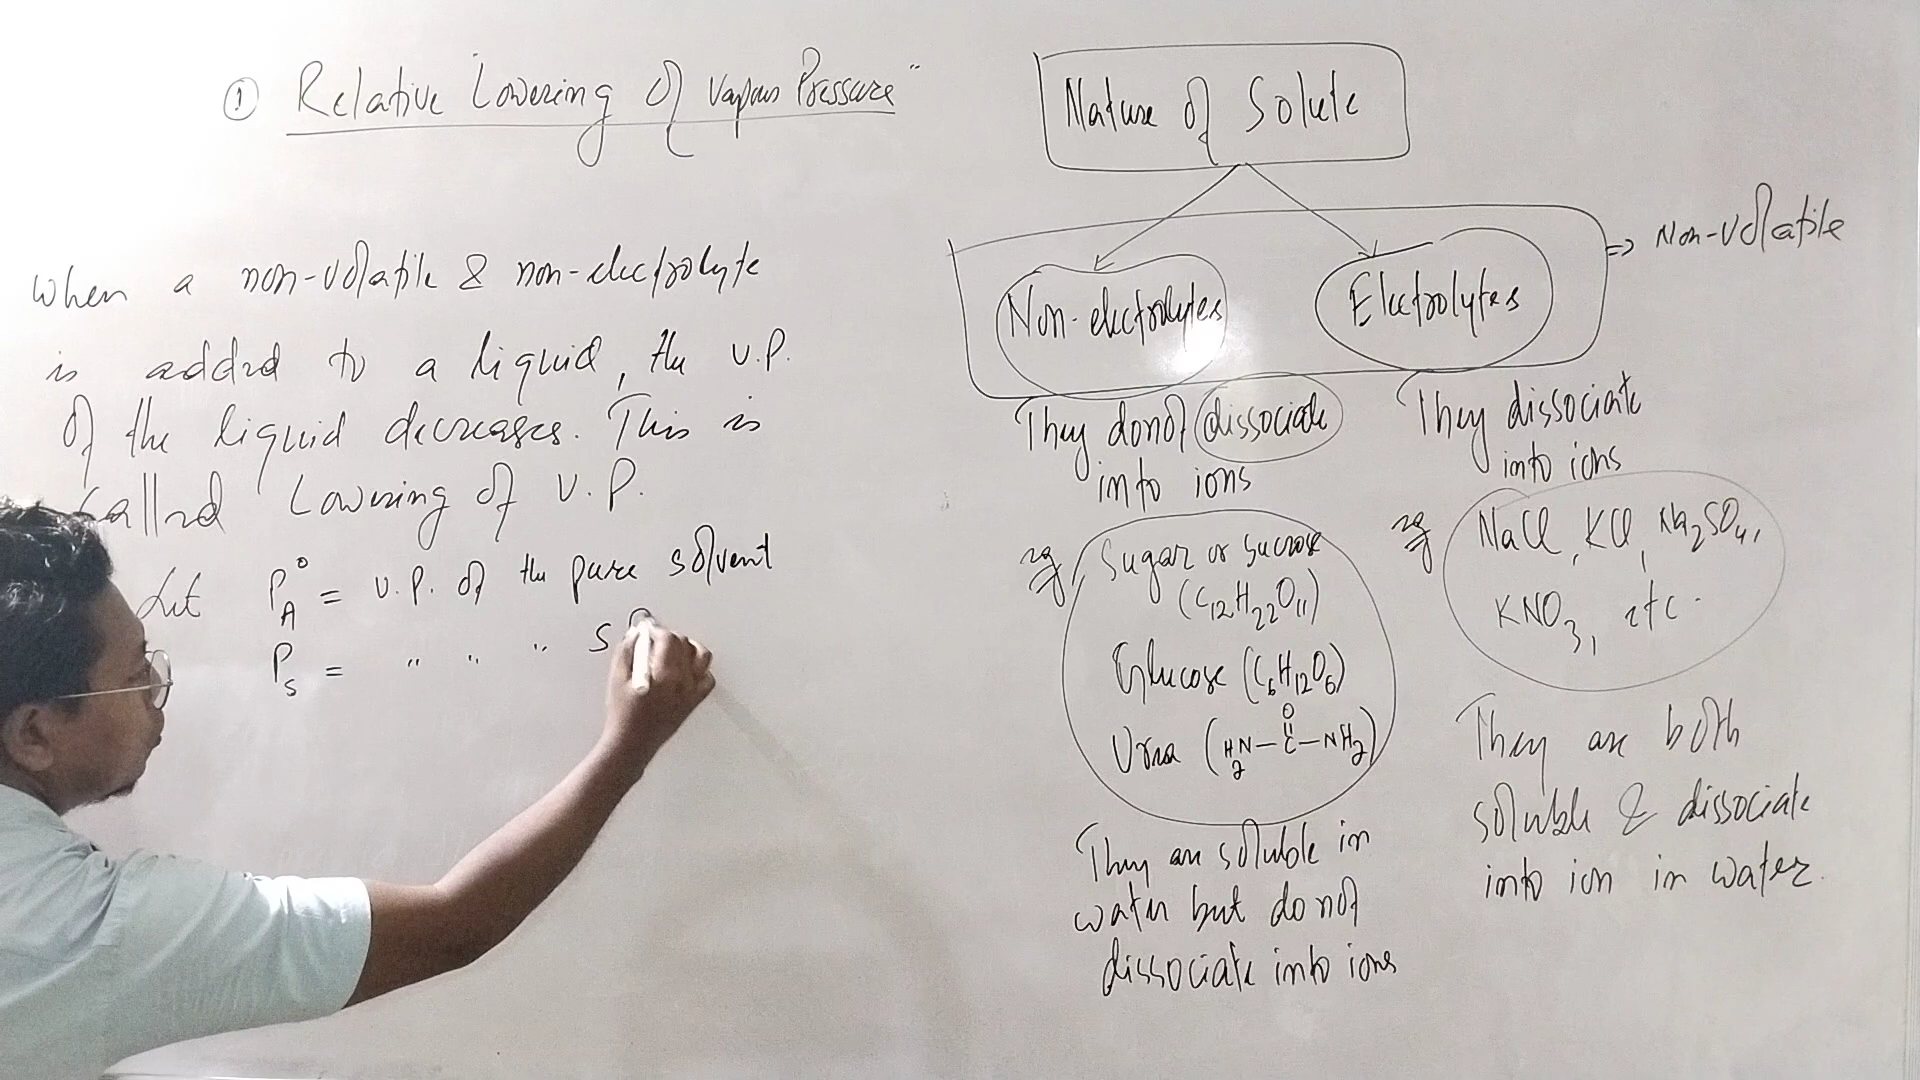 ① Relative Lowering of Vapour Pressure"
When a non-volatile & non-electrolyte
is added to a liquid, the v.p.
of the liquid decreases. This is
called Lowering of V.P.
Let P°A = v.p. of the pure solvent
Ps = " " " so
Nature of Solute
Non-electrolytes
Electrolytes
=> Non-volatile
They do not dissociate
into ions
eg Sugar or sucrose
(C12H22O11)
Glucose (C6H12O6)
O
Urea (H2N–C–NH2)
They are soluble in
water but do not
dissociate into ions
They dissociate
into ions
eg NaCl, KCl, Na2SO4,
KNO3, etc.
They are both
soluble & dissociate
into ion in water.